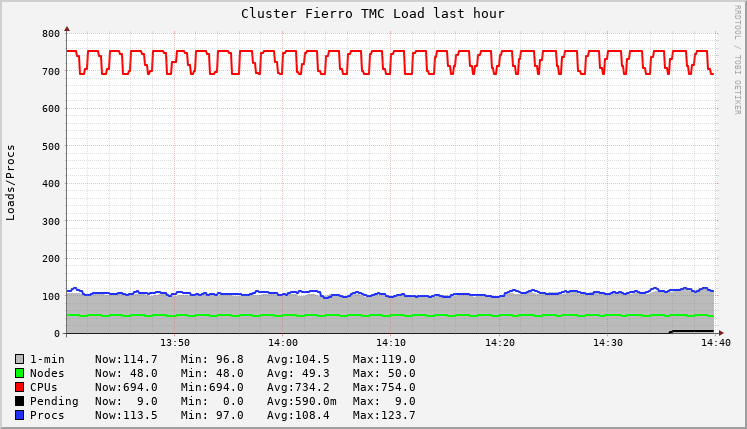 Cluster Fierro TMC Load last hour
RRDTOOL / TOBI OETIKER
Loads/Procs
800
700
600
500
400
300
200
100
0
13:50 14:00 14:10 14:20 14:30 14:40
1-min Now:114.7 Min: 96.8 Avg:104.5 Max:119.0
Nodes Now: 48.0 Min: 48.0 Avg: 49.3 Max: 50.0
CPUs Now:694.0 Min:694.0 Avg:734.2 Max:754.0
Pending Now: 9.0 Min: 0.0 Avg:590.0m Max: 9.0
Procs Now:113.5 Min: 97.0 Avg:108.4 Max:123.7